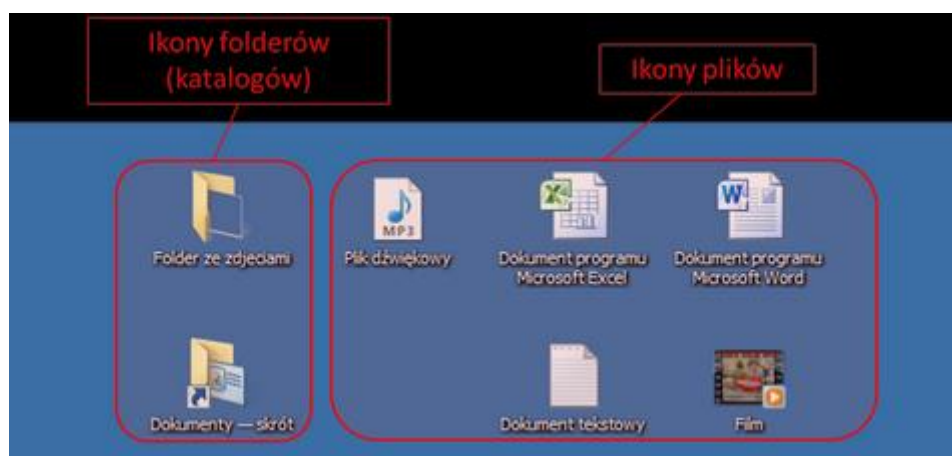 Ikony folderów
(katalogów)
Ikony plików
Folder ze zdjeciami
MP3
Plik dźwiękowy
Dokument programu
Microsoft Excel
Dokument programu
Microsoft Word
Dokumenty — skrót
Dokument tekstowy
Film